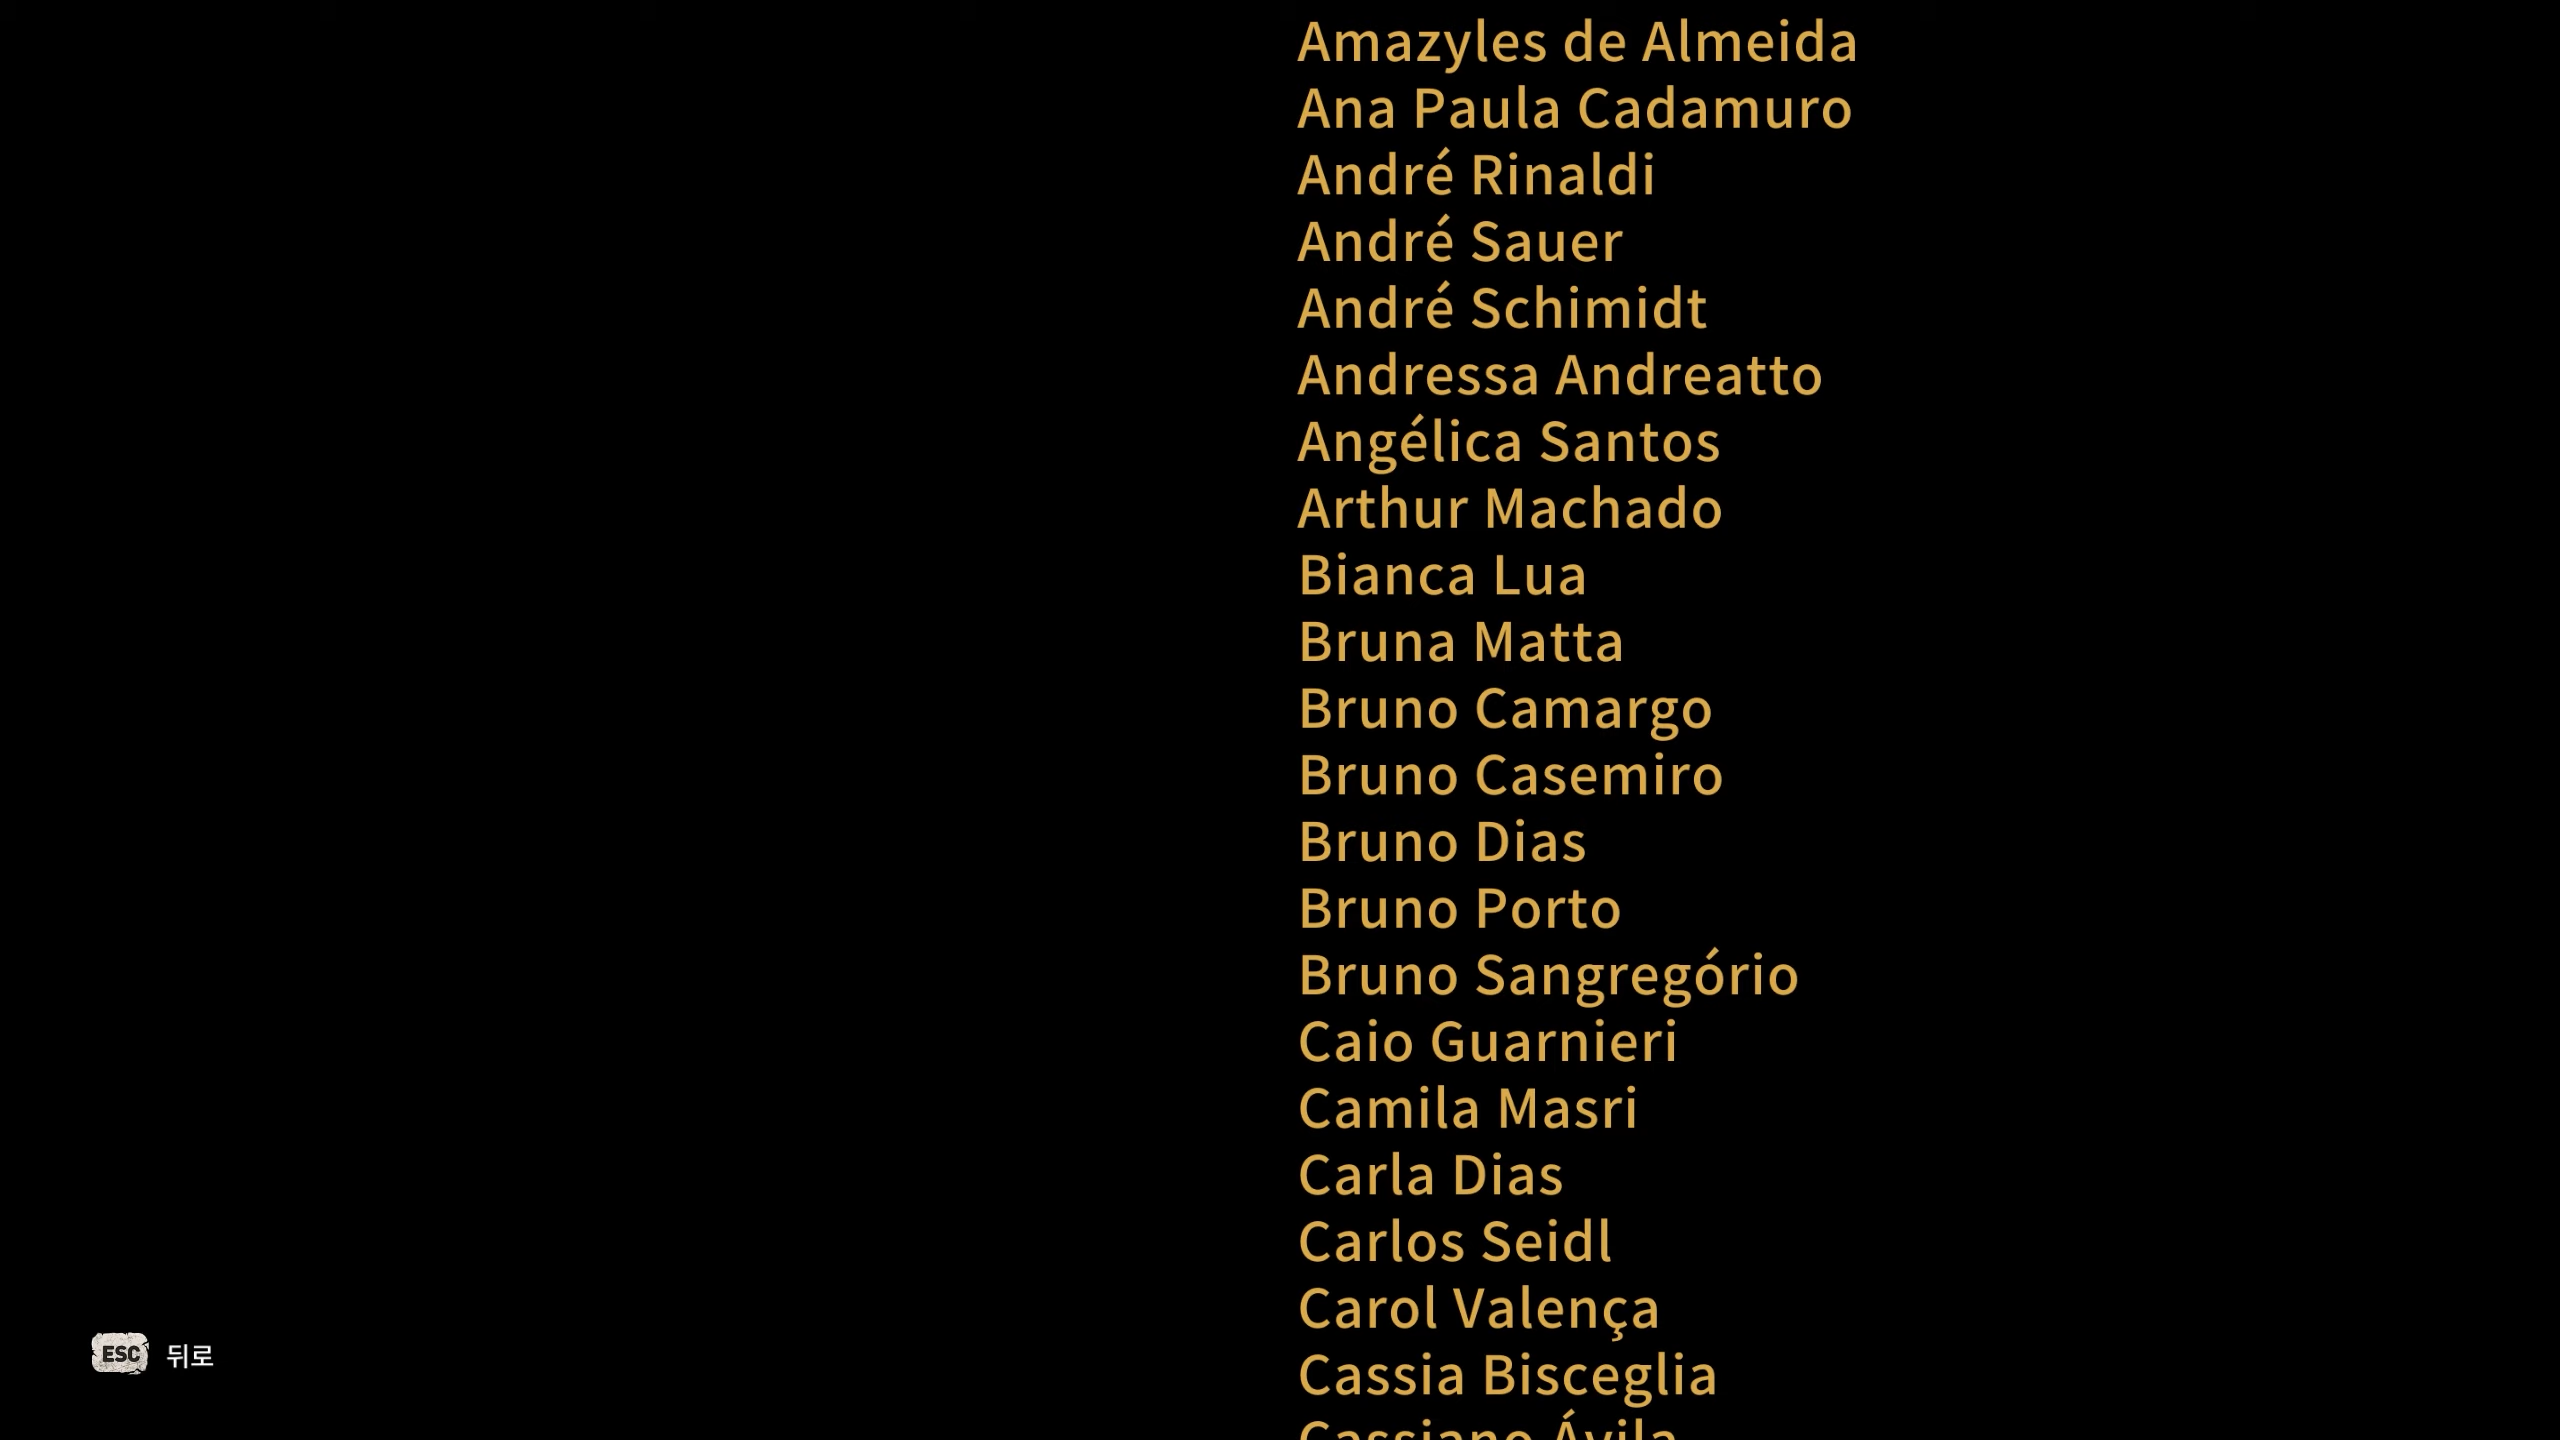 Amazyles de Almeida
Ana Paula Cadamuro
André Rinaldi
André Sauer
André Schimidt
Andressa Andreatto
Angélica Santos
Arthur Machado
Bianca Lua
Bruna Matta
Bruno Camargo
Bruno Casemiro
Bruno Dias
Bruno Porto
Bruno Sangregório
Caio Guarnieri
Camila Masri
Carla Dias
Carlos Seidl
Carol Valença
Cassia Bisceglia
Cassiano Ávila
ESC 뒤로